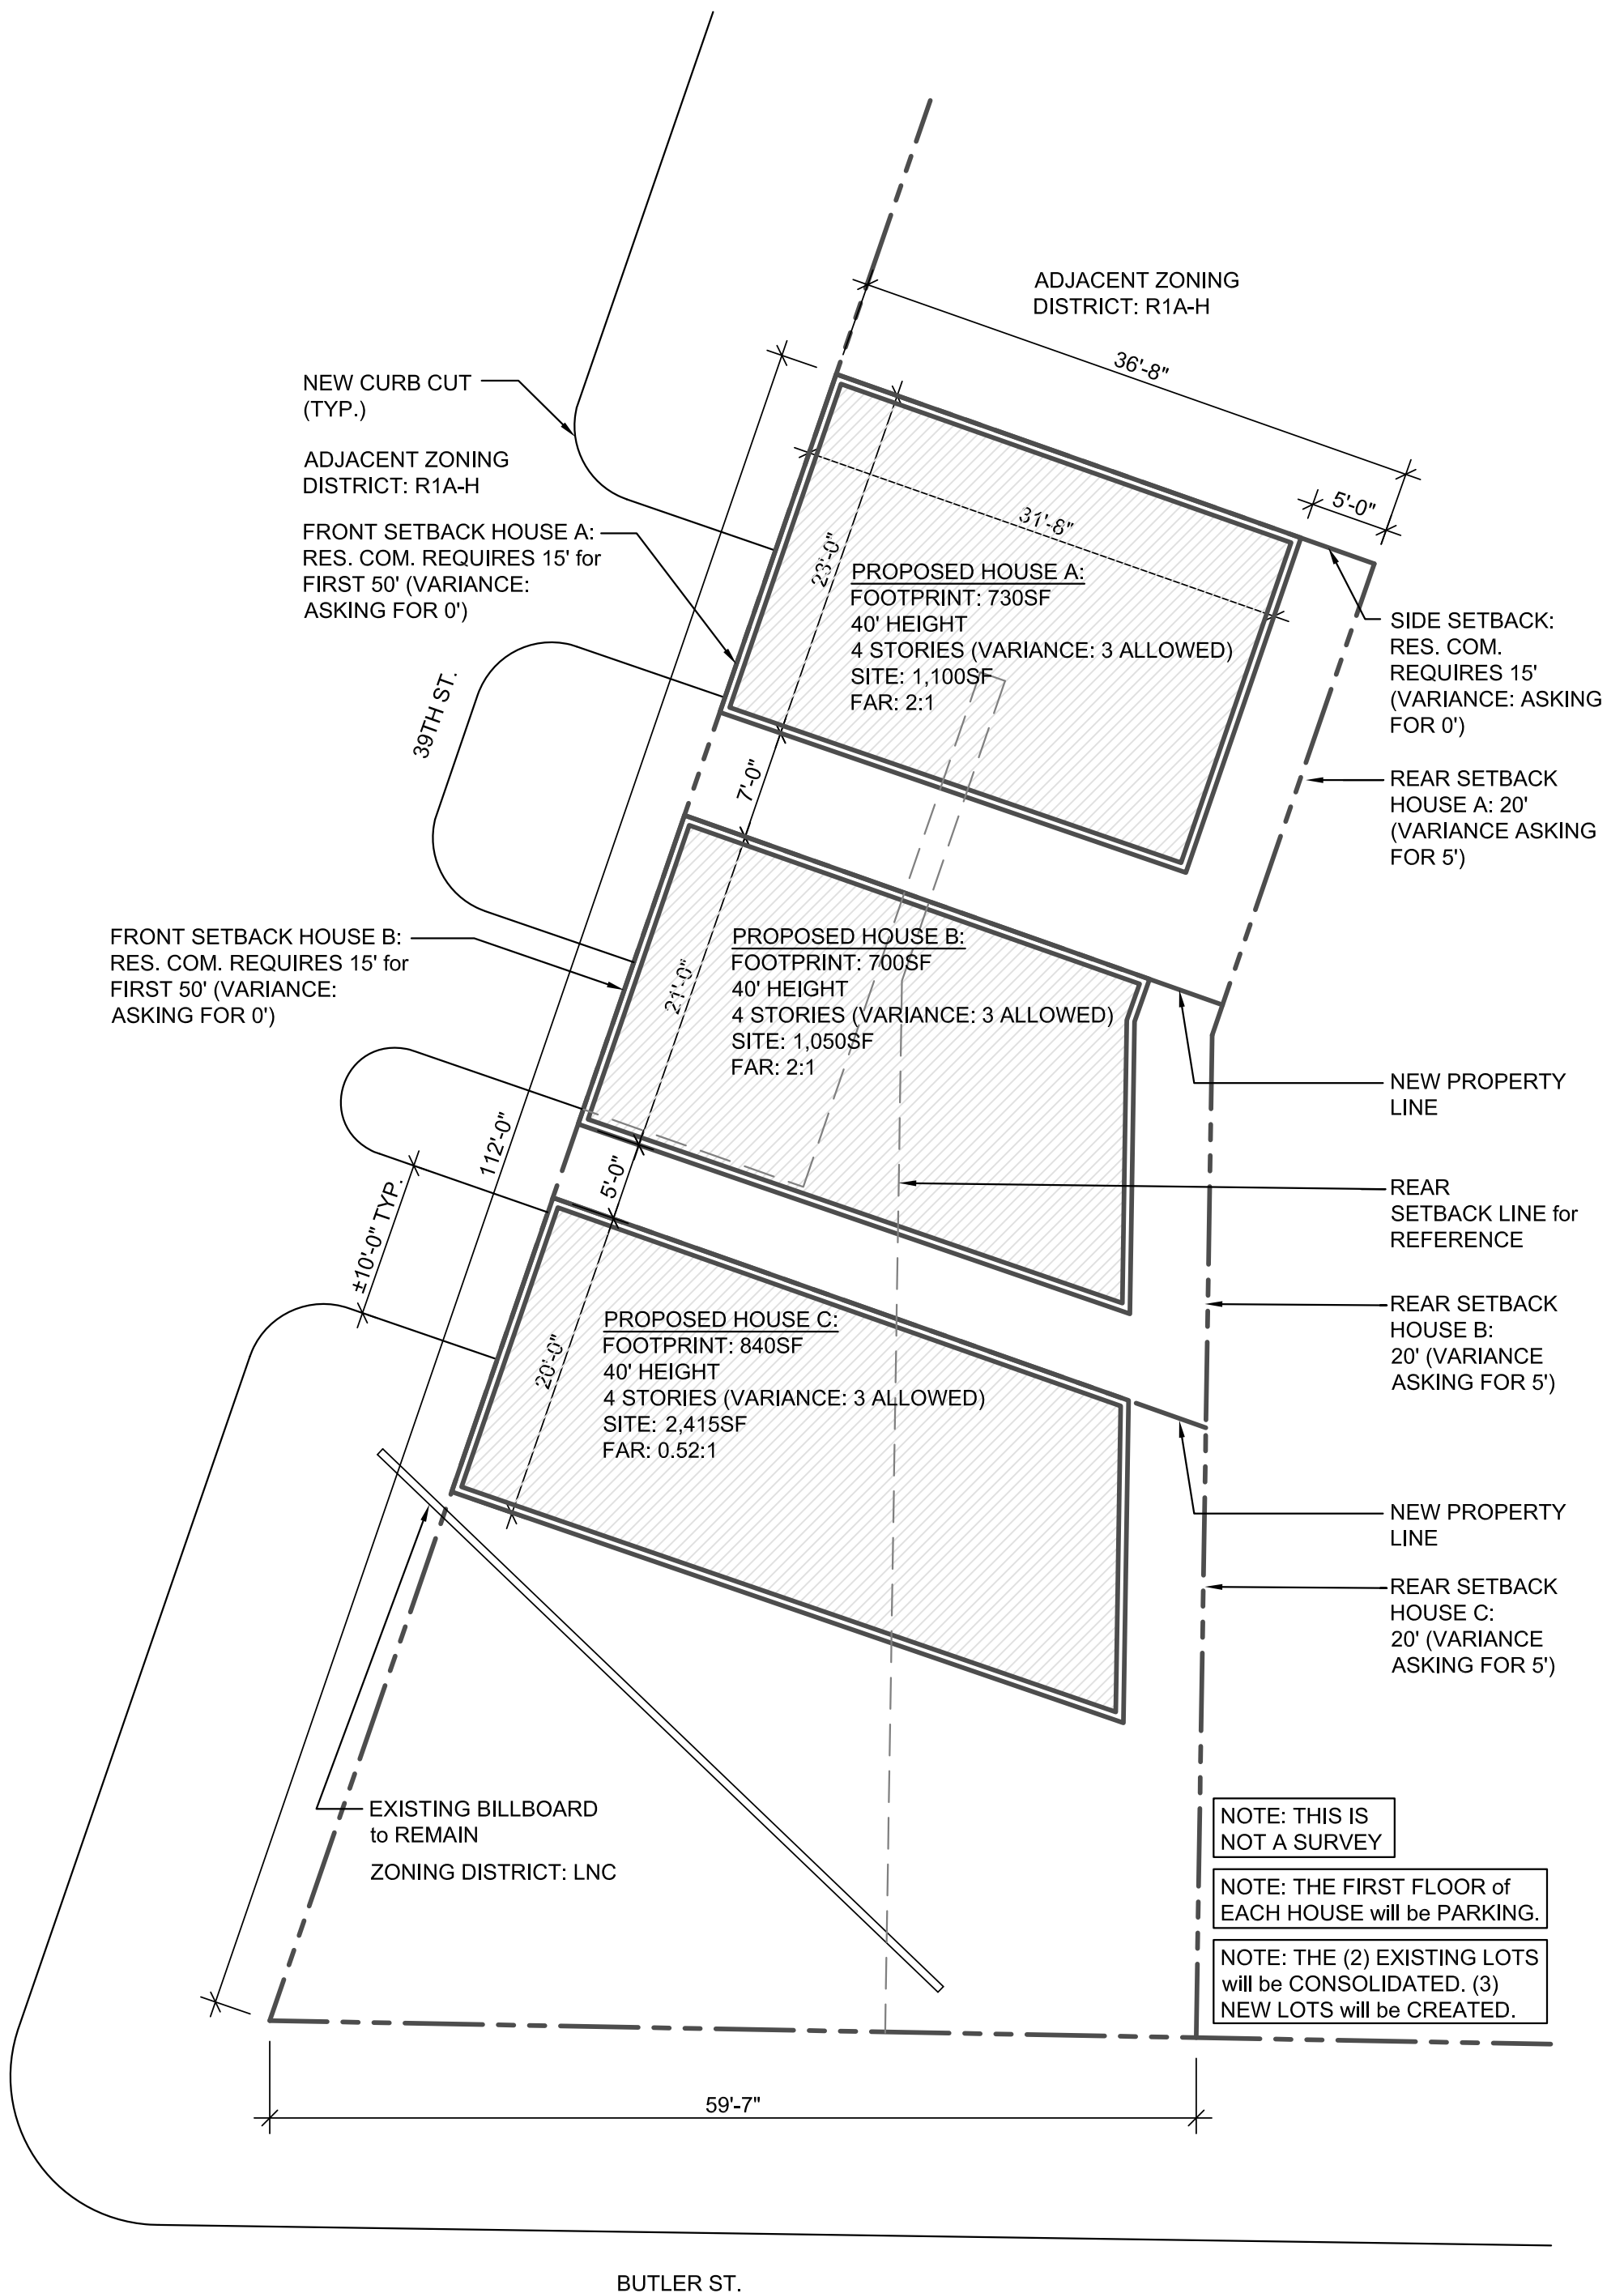 ADJACENT ZONING
DISTRICT: R1A-H
36'-8"
NEW CURB CUT
(TYP.)
ADJACENT ZONING
DISTRICT: R1A-H
5'-0"
31'-8"
FRONT SETBACK HOUSE A:
RES. COM. REQUIRES 15' for
FIRST 50' (VARIANCE:
ASKING FOR 0')
23'-0"
PROPOSED HOUSE A:
FOOTPRINT: 730SF
40' HEIGHT
4 STORIES (VARIANCE: 3 ALLOWED)
SITE: 1,100SF
FAR: 2:1
SIDE SETBACK:
RES. COM.
REQUIRES 15'
(VARIANCE: ASKING
FOR 0')
39TH ST.
7'-0"
REAR SETBACK
HOUSE A: 20'
(VARIANCE ASKING
FOR 5')
FRONT SETBACK HOUSE B:
RES. COM. REQUIRES 15' for
FIRST 50' (VARIANCE:
ASKING FOR 0')
21'-0"
PROPOSED HOUSE B:
FOOTPRINT: 700SF
40' HEIGHT
4 STORIES (VARIANCE: 3 ALLOWED)
SITE: 1,050SF
FAR: 2:1
NEW PROPERTY
LINE
112'-0"
5'-0"
±10'-0" TYP.
REAR
SETBACK LINE for
REFERENCE
20'-0"
PROPOSED HOUSE C:
FOOTPRINT: 840SF
40' HEIGHT
4 STORIES (VARIANCE: 3 ALLOWED)
SITE: 2,415SF
FAR: 0.52:1
REAR SETBACK
HOUSE B:
20' (VARIANCE
ASKING FOR 5')
NEW PROPERTY
LINE
REAR SETBACK
HOUSE C:
20' (VARIANCE
ASKING FOR 5')
EXISTING BILLBOARD
to REMAIN
ZONING DISTRICT: LNC
NOTE: THIS IS
NOT A SURVEY
NOTE: THE FIRST FLOOR of
EACH HOUSE will be PARKING.
NOTE: THE (2) EXISTING LOTS
will be CONSOLIDATED. (3)
NEW LOTS will be CREATED.
59'-7"
BUTLER ST.